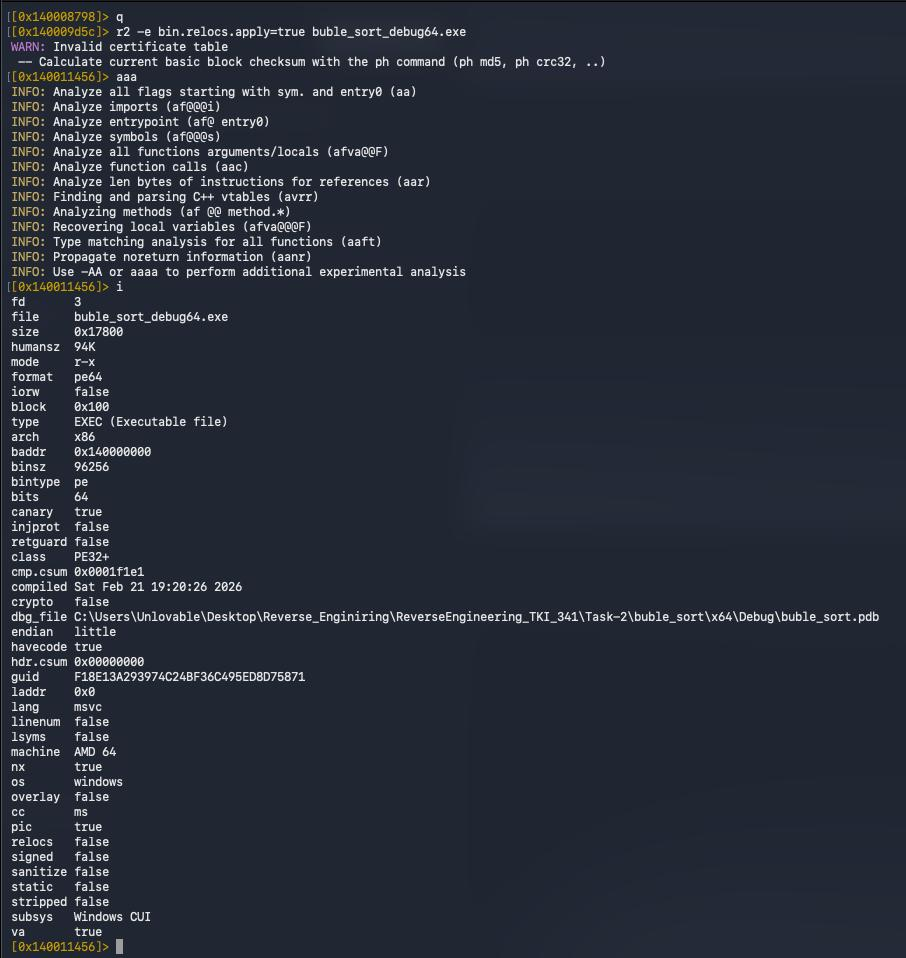 [[0x140008798]> q
[[0x140009d5c]> r2 -e bin.relocs.apply=true buble_sort_debug64.exe
WARN: Invalid certificate table
 -- Calculate current basic block checksum with the ph command (ph md5, ph crc32, ..)
[[0x140011456]> aaa
INFO: Analyze all flags starting with sym. and entry0 (aa)
INFO: Analyze imports (af@@@i)
INFO: Analyze entrypoint (af@ entry0)
INFO: Analyze symbols (af@@@s)
INFO: Analyze all functions arguments/locals (afva@@F)
INFO: Analyze function calls (aac)
INFO: Analyze len bytes of instructions for references (aar)
INFO: Finding and parsing C++ vtables (avrr)
INFO: Analyzing methods (af @@ method.*)
INFO: Recovering local variables (afva@@@F)
INFO: Type matching analysis for all functions (aaft)
INFO: Propagate noreturn information (aanr)
INFO: Use -AA or aaaa to perform additional experimental analysis
[[0x140011456]> i
fd       3
file     buble_sort_debug64.exe
size     0x17800
humansz  94K
mode     r-x
format   pe64
iorw     false
block    0x100
type     EXEC (Executable file)
arch     x86
baddr    0x140000000
binsz    96256
bintype  pe
bits     64
canary   true
injprot  false
retguard false
class    PE32+
cmp.csum 0x0001f1e1
compiled Sat Feb 21 19:20:26 2026
crypto   false
dbg_file C:\Users\Unlovable\Desktop\Reverse_Enginiring\ReverseEngineering_TKI_341\Task-2\buble_sort\x64\Debug\buble_sort.pdb
endian   little
havecode true
hdr.csum 0x00000000
guid     F18E13A293974C24BF36C495ED8D75871
laddr    0x0
lang     msvc
linenum  false
lsyms    false
machine  AMD 64
nx       true
os       windows
overlay  false
cc       ms
pic      true
relocs   false
signed   false
sanitize false
static   false
stripped false
subsys   Windows CUI
va       true
[0x140011456]>